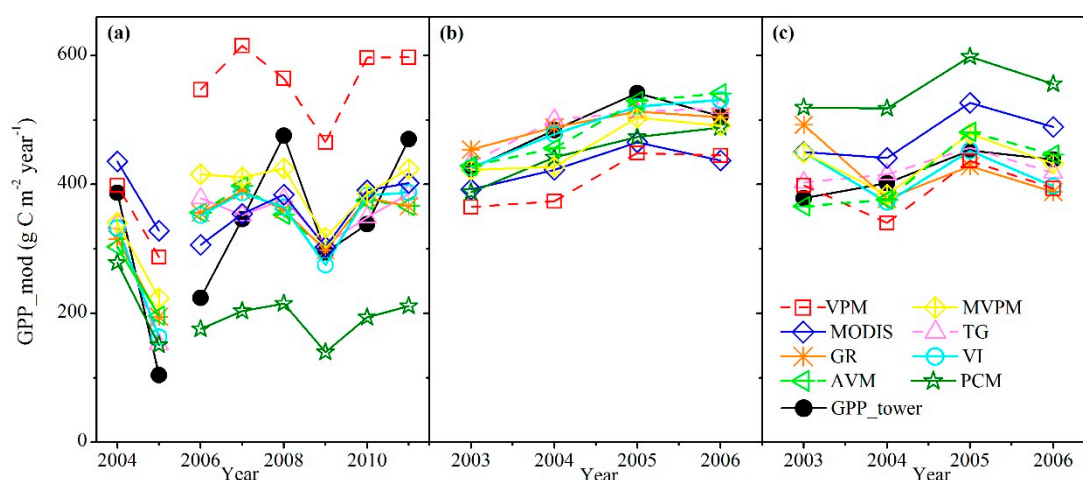 (a) (b) (c)
600
400
200
0
GPP_mod (g C m⁻² year⁻¹)
VPM MVPM
MODIS TG
GR VI
AVM PCM
GPP_tower
2004 2006 2008 2010 2003 2004 2005 2006 2003 2004 2005 2006
Year Year Year